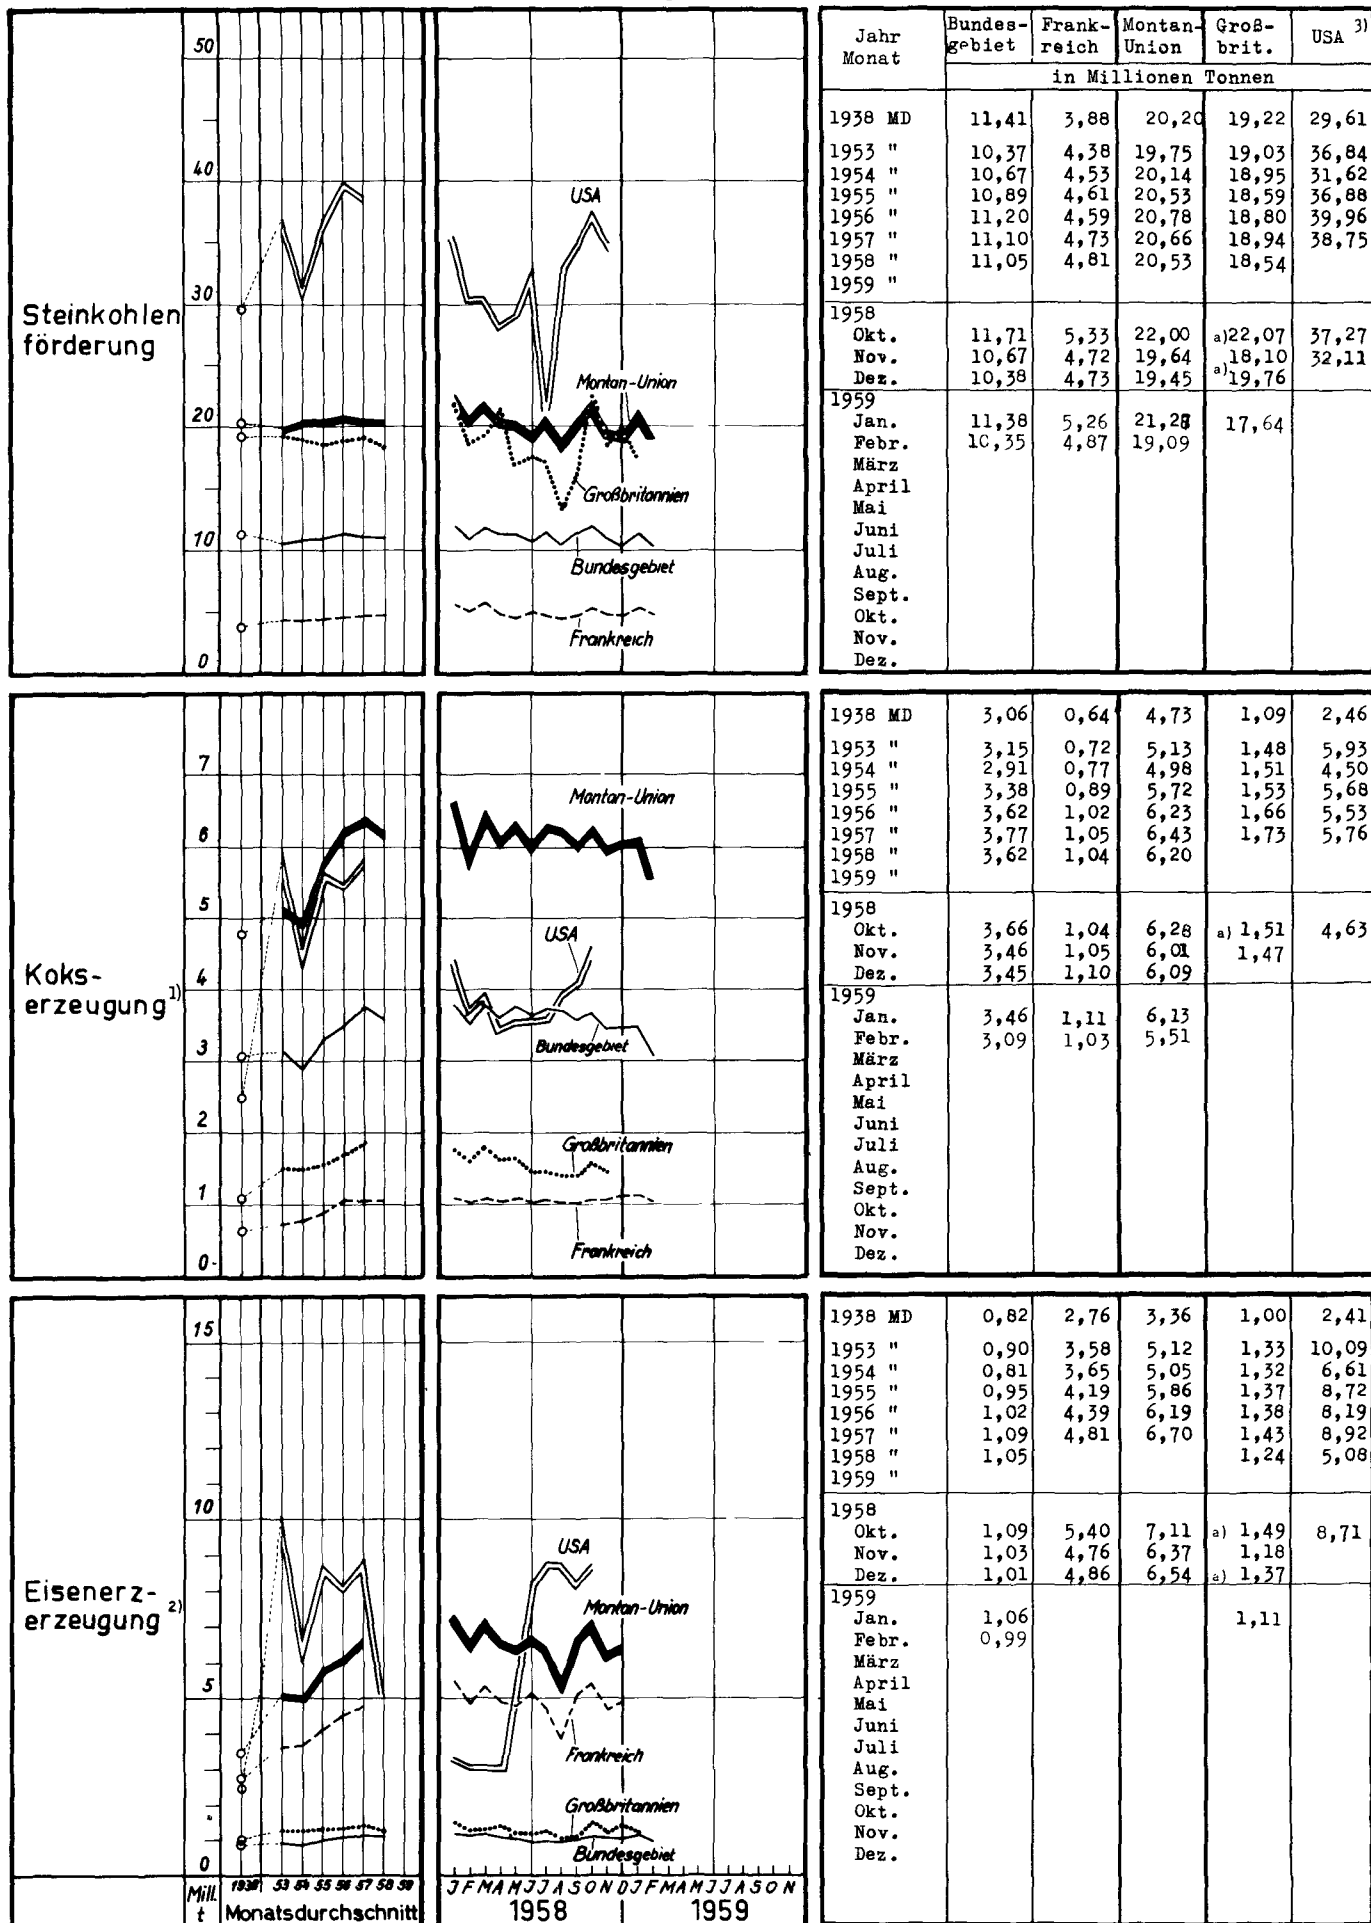 Steinkohlen
förderung
50
40
30
20
10
0
USA
Montan-Union
Großbritannien
Bundesgebiet
Frankreich
Jahr Monat | Bundes-gebiet | Frank-reich | Montan-Union | Groß-brit. | USA 3)
in Millionen Tonnen
1938 MD 11,41 3,88 20,20 19,22 29,61
1953 " 10,37 4,38 19,75 19,03 36,84
1954 " 10,67 4,53 20,14 18,95 31,62
1955 " 10,89 4,61 20,53 18,59 36,88
1956 " 11,20 4,59 20,78 18,80 39,96
1957 " 11,10 4,73 20,66 18,94 38,75
1958 " 11,05 4,81 20,53 18,54
1959 "
1958
Okt. 11,71 5,33 22,00 a)22,07 37,27
Nov. 10,67 4,72 19,64 18,10 32,11
Dez. 10,38 4,73 19,45 a)19,76
1959
Jan. 11,38 5,26 21,28 17,64
Febr. 10,35 4,87 19,09
März
April
Mai
Juni
Juli
Aug.
Sept.
Okt.
Nov.
Dez.
Koks-
erzeugung 1)
7
6
5
4
3
2
1
0
Montan-Union
USA
Bundesgebiet
Großbritannien
Frankreich
1938 MD 3,06 0,64 4,73 1,09 2,46
1953 " 3,15 0,72 5,13 1,48 5,93
1954 " 2,91 0,77 4,98 1,51 4,50
1955 " 3,38 0,89 5,72 1,53 5,68
1956 " 3,62 1,02 6,23 1,66 5,53
1957 " 3,77 1,05 6,43 1,73 5,76
1958 " 3,62 1,04 6,20
1959 "
1958
Okt. 3,66 1,04 6,28 a) 1,51 4,63
Nov. 3,46 1,05 6,01 1,47
Dez. 3,45 1,10 6,09
1959
Jan. 3,46 1,11 6,13
Febr. 3,09 1,03 5,51
März
April
Mai
Juni
Juli
Aug.
Sept.
Okt.
Nov.
Dez.
Eisenerz-
erzeugung 2)
15
10
5
0
USA
Montan-Union
Frankreich
Großbritannien
Bundesgebiet
1938 MD 0,82 2,76 3,36 1,00 2,41
1953 " 0,90 3,58 5,12 1,33 10,09
1954 " 0,81 3,65 5,05 1,32 6,61
1955 " 0,95 4,19 5,86 1,37 8,72
1956 " 1,02 4,39 6,19 1,38 8,19
1957 " 1,09 4,81 6,70 1,43 8,92
1958 " 1,05 1,24 5,08
1959 "
1958
Okt. 1,09 5,40 7,11 a) 1,49 8,71
Nov. 1,03 4,76 6,37 1,18
Dez. 1,01 4,86 6,54 a) 1,37
1959
Jan. 1,06 1,11
Febr. 0,99
März
April
Mai
Juni
Juli
Aug.
Sept.
Okt.
Nov.
Dez.
Mill. t
1938 53 54 55 56 57 58 59
Monatsdurchschnitt
J F M A M J J A S O N D J F M A M J J A S O N
1958 1959